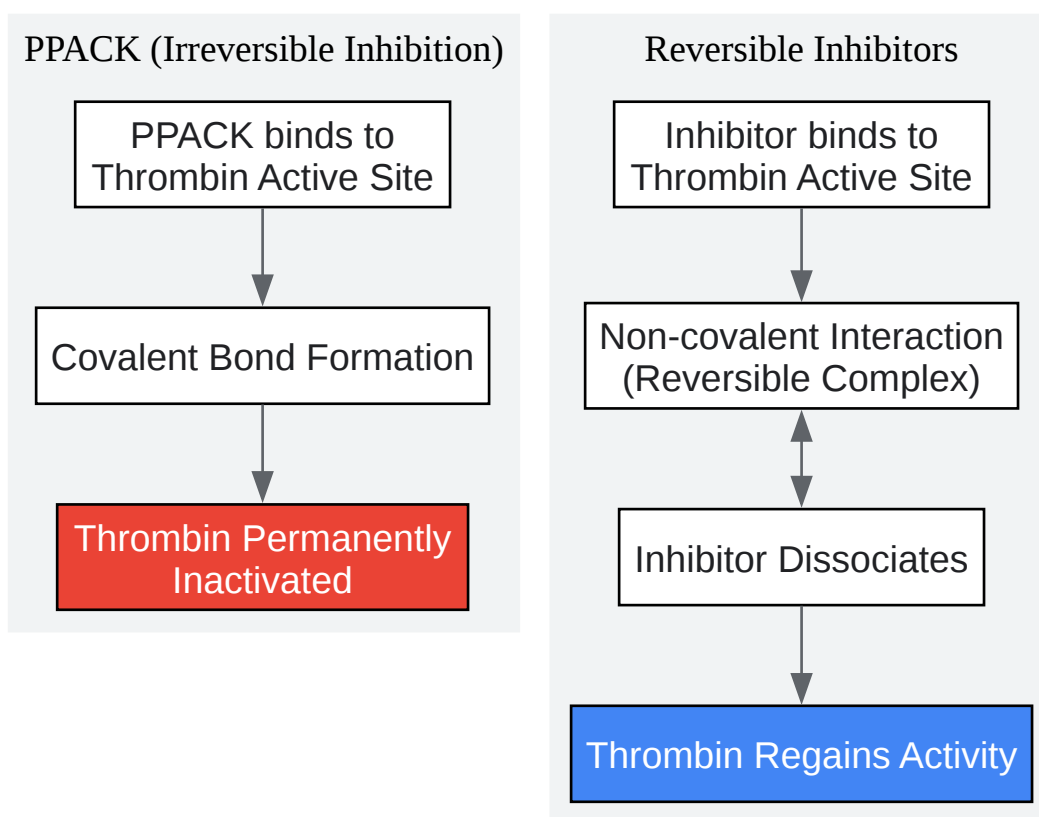 PPACK (Irreversible Inhibition)
PPACK binds to
Thrombin Active Site
Covalent Bond Formation
Thrombin Permanently
Inactivated
Reversible Inhibitors
Inhibitor binds to
Thrombin Active Site
Non-covalent Interaction
(Reversible Complex)
Inhibitor Dissociates
Thrombin Regains Activity